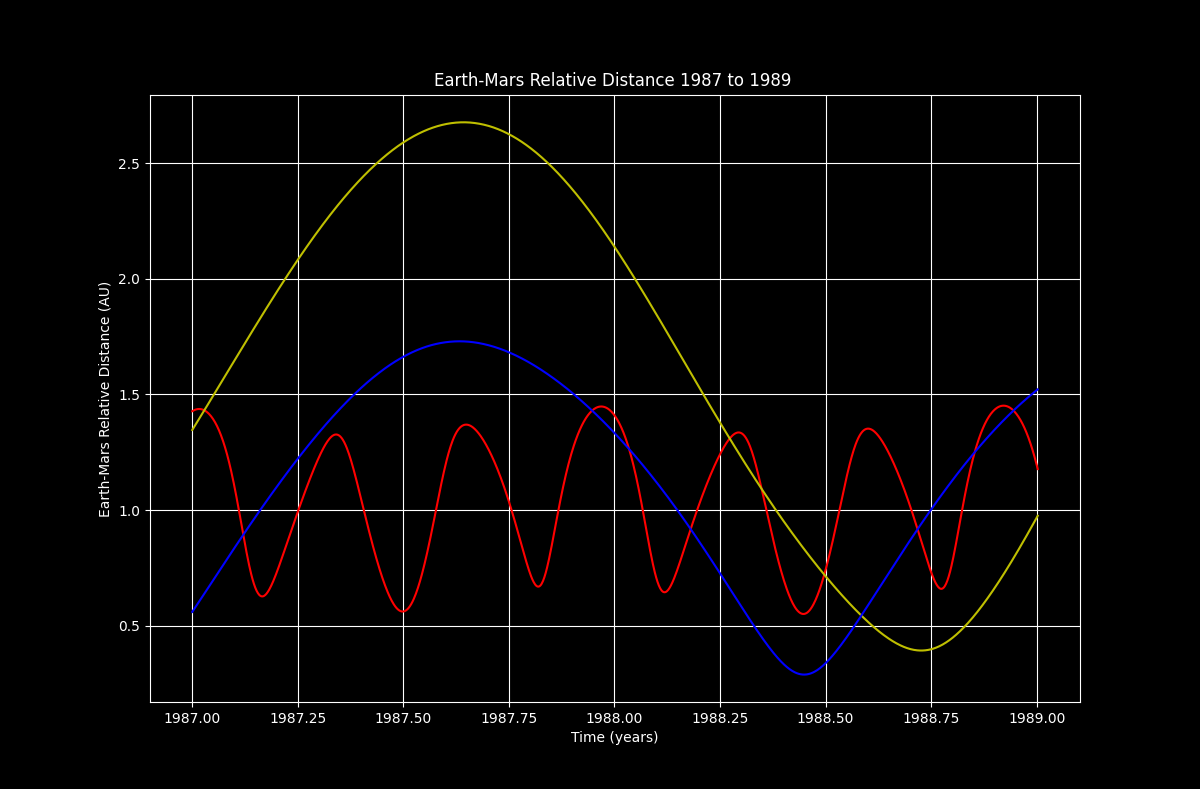 Earth-Mars Relative Distance 1987 to 1989
Earth-Mars Relative Distance (AU)
2.5
2.0
1.5
1.0
0.5
1987.00 1987.25 1987.50 1987.75 1988.00 1988.25 1988.50 1988.75 1989.00
Time (years)